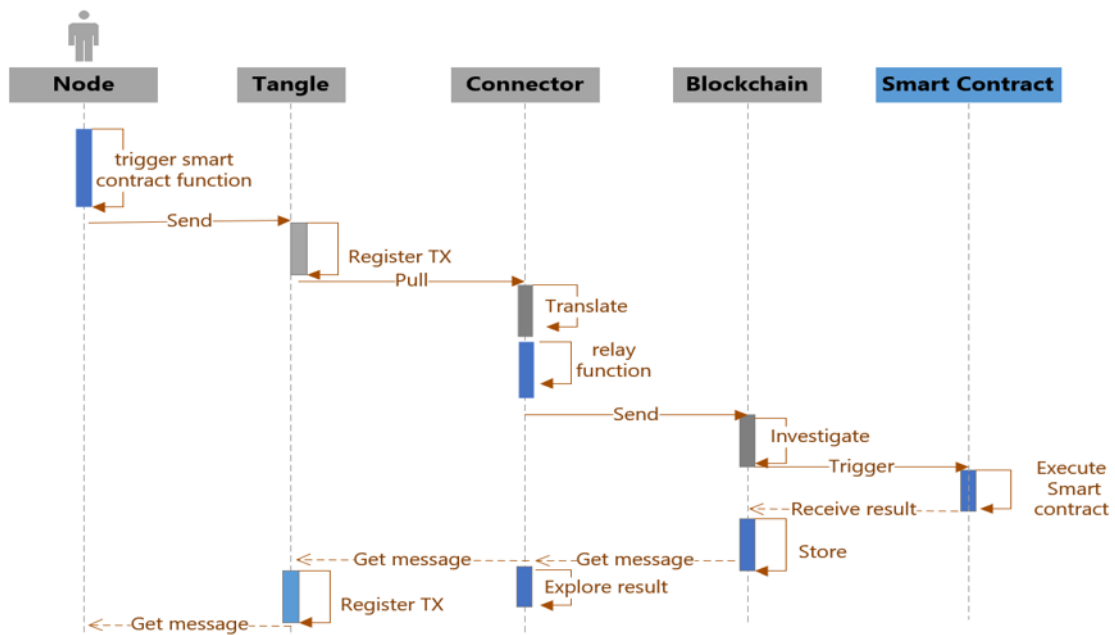 Node
Tangle
Connector
Blockchain
Smart Contract
trigger smart
contract function
Send
Register TX
Pull
Translate
relay
function
Send
Investigate
Trigger
Execute
Smart
contract
Receive result
Store
Get message
Get message
Explore result
Register TX
Get message